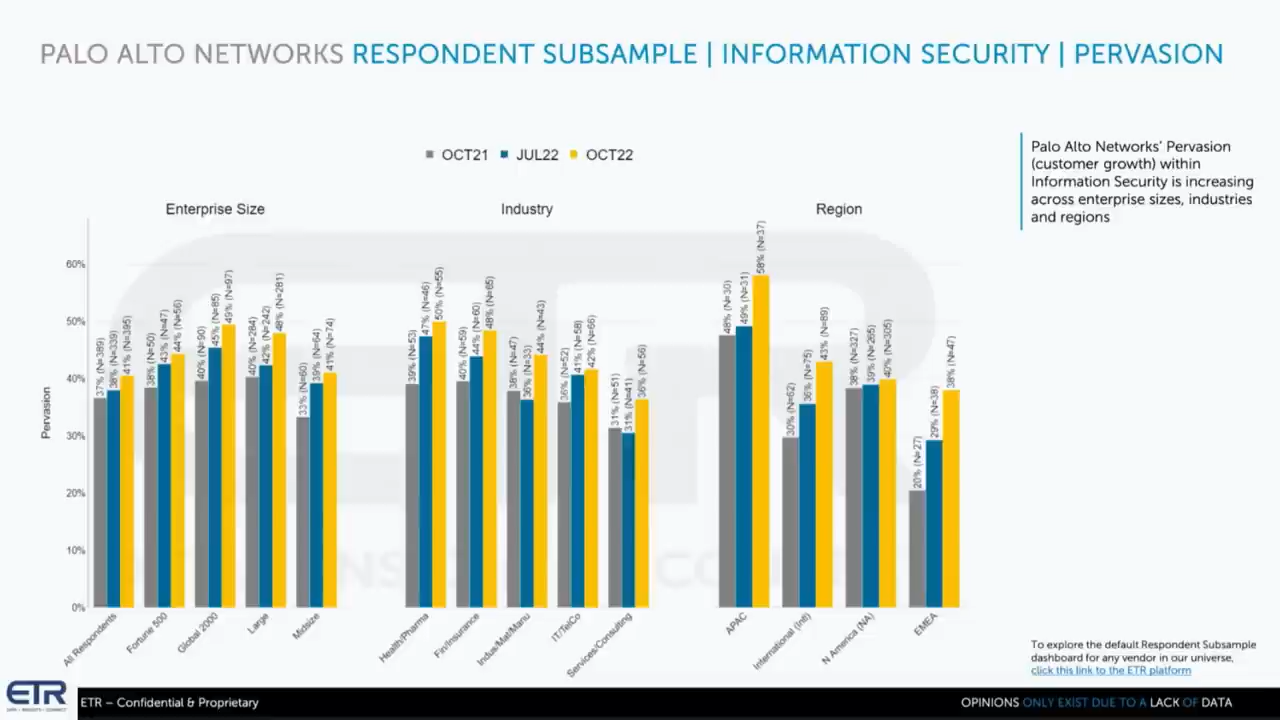 PALO ALTO NETWORKS RESPONDENT SUBSAMPLE | INFORMATION SECURITY | PERVASION
OCT21 JUL22 OCT22
Palo Alto Networks' Pervasion
(customer growth) within
Information Security is increasing
across enterprise sizes, industries
and regions
Enterprise Size
Industry
Region
Pervasion
60%
50%
40%
30%
20%
10%
0%
37% (N=389)
38% (N=339)
41% (N=395)
38% (N=50)
43% (N=47)
44% (N=56)
40% (N=90)
45% (N=85)
49% (N=97)
40% (N=284)
42% (N=242)
48% (N=281)
33% (N=60)
39% (N=64)
41% (N=74)
39% (N=53)
47% (N=46)
50% (N=55)
40% (N=59)
44% (N=60)
48% (N=65)
38% (N=47)
36% (N=33)
44% (N=43)
36% (N=52)
41% (N=58)
42% (N=66)
31% (N=51)
31% (N=41)
36% (N=56)
48% (N=30)
49% (N=31)
58% (N=37)
30% (N=62)
36% (N=75)
43% (N=89)
38% (N=327)
39% (N=265)
40% (N=305)
20% (N=27)
29% (N=38)
38% (N=47)
All Respondents
Fortune 500
Global 2000
Large
Midsize
Health/Pharma
Fin/Insurance
Indus/Mat/Manu
IT/TelCo
Services/Consulting
APAC
International (Intl)
N America (NA)
EMEA
To explore the default Respondent Subsample
dashboard for any vendor in our universe,
click this link to the ETR platform
ETR
ETR – Confidential & Proprietary
OPINIONS ONLY EXIST DUE TO A LACK OF DATA